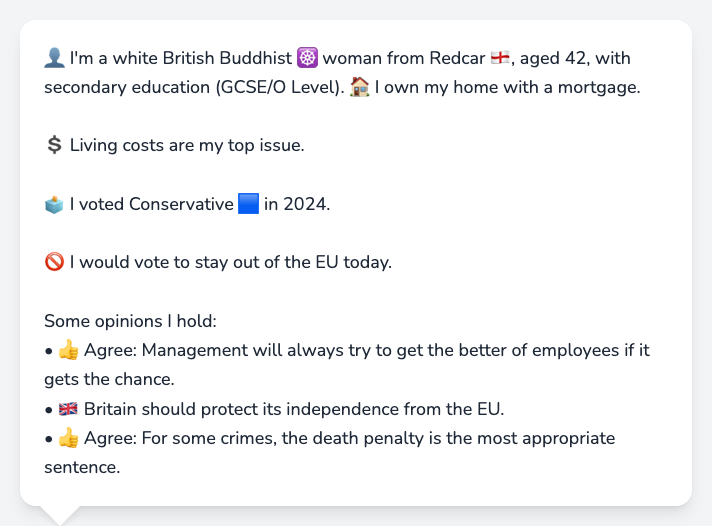 👤 I'm a white British Buddhist ☸️ woman from Redcar 🏴󠁧󠁢󠁥󠁮󠁧󠁿, aged 42, with
secondary education (GCSE/O Level). 🏠 I own my home with a mortgage.
💲 Living costs are my top issue.
🗳️ I voted Conservative 🟦 in 2024.
🚫 I would vote to stay out of the EU today.
Some opinions I hold:
• 👍 Agree: Management will always try to get the better of employees if it
gets the chance.
• 🇬🇧 Britain should protect its independence from the EU.
• 👍 Agree: For some crimes, the death penalty is the most appropriate
sentence.